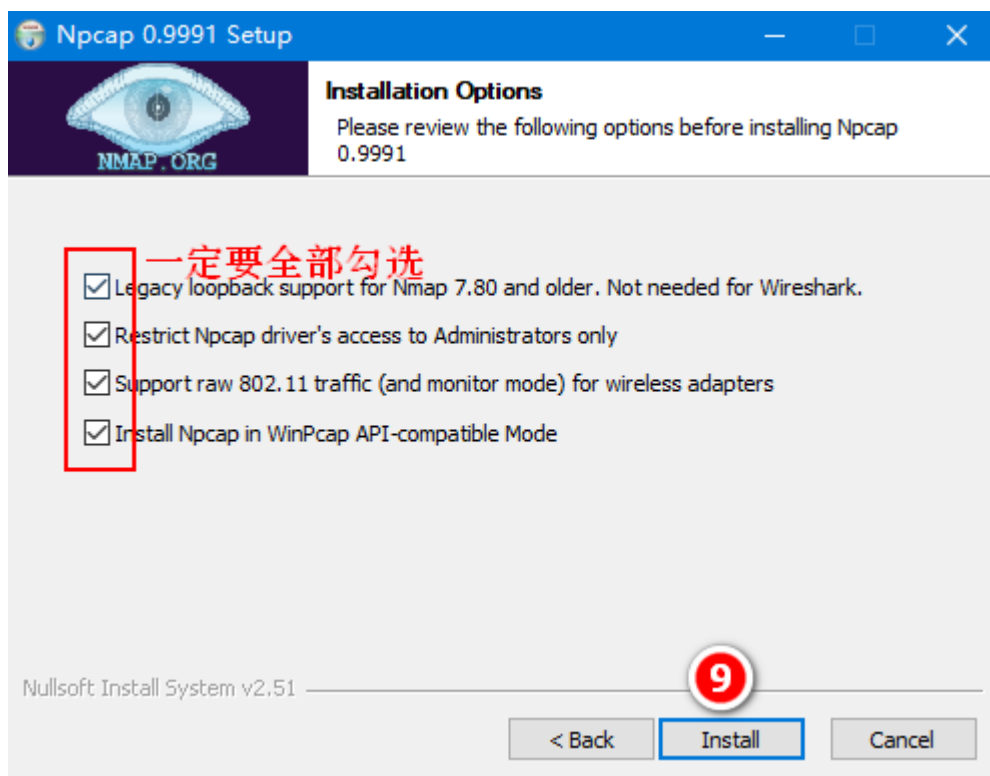 Npcap 0.9991 Setup
NMAP.ORG
Installation Options
Please review the following options before installing Npcap
0.9991
一定要全部勾选
Legacy loopback support for Nmap 7.80 and older. Not needed for Wireshark.
Restrict Npcap driver's access to Administrators only
Support raw 802.11 traffic (and monitor mode) for wireless adapters
Install Npcap in WinPcap API-compatible Mode
Nullsoft Install System v2.51
9
< Back
Install
Cancel